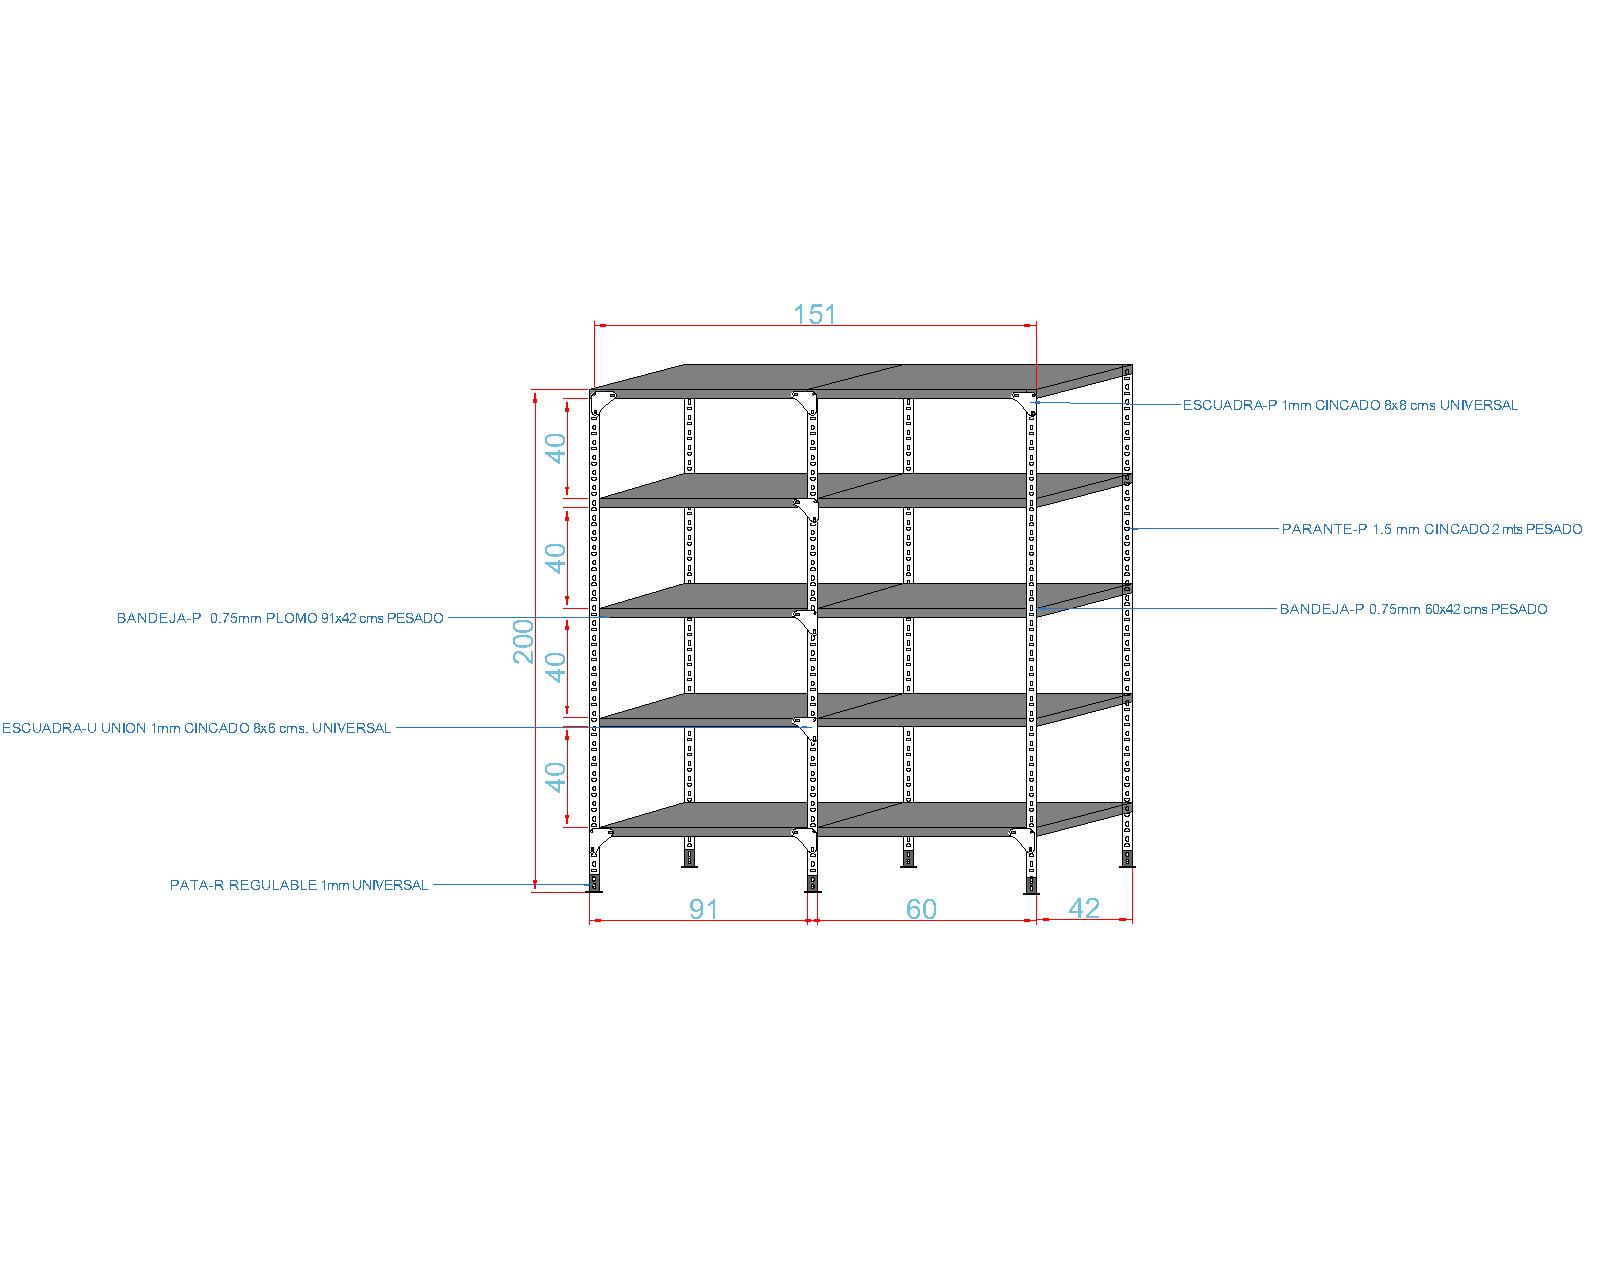 151
ESCUADRA-P 1mm CINCADO 8x8 cms UNIVERSAL
40
PARANTE-P 1.5 mm CINCADO 2 mts PESADO
40
BANDEJA-P 0.75mm 60x42 cms PESADO
BANDEJA-P 0.75mm PLOMO 91x42 cms PESADO
200
40
ESCUADRA-U UNION 1mm CINCADO 8x6 cms. UNIVERSAL
40
PATA-R REGULABLE 1mm UNIVERSAL
91
60
42